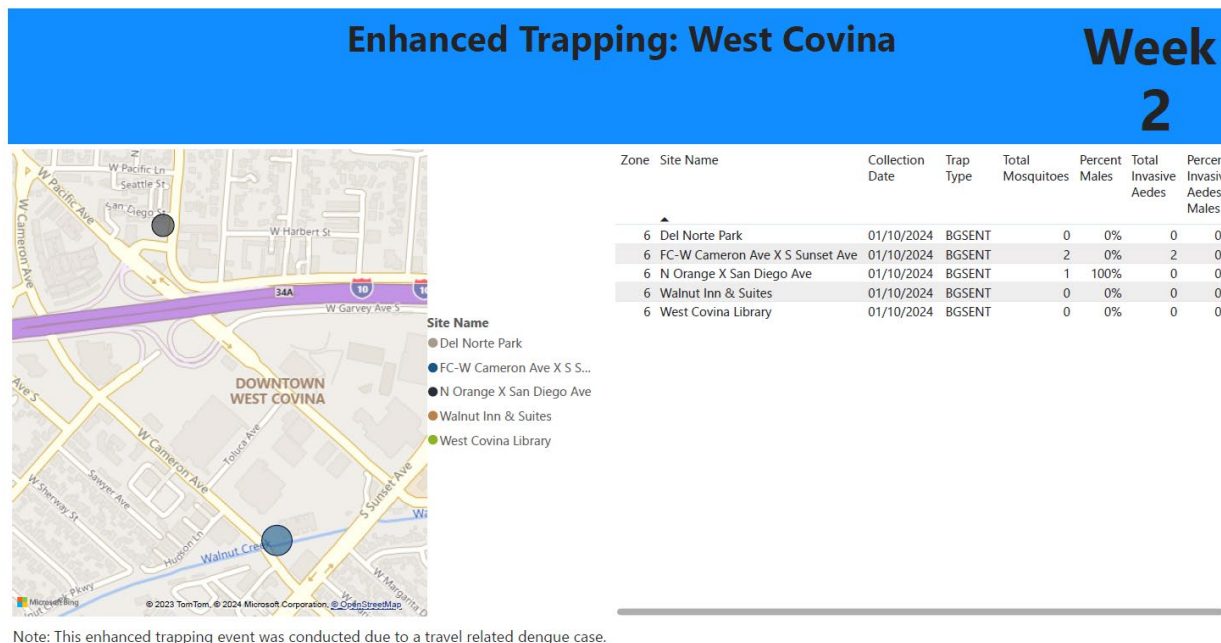 Enhanced Trapping: West Covina
Week
2
W Pacific Ln
Seattle St
San Diego St
W Pacific Ave
W Cameron Ave
W Harbert St
34A
10
10
W Garvey Ave S
Ave S
DOWNTOWN
WEST COVINA
W Cameron Ave
Toluca Ave
Sawyer Ave
W Sherway St
Hudson Ln
S Sunset Ave
Walnut Creek
Wa
W Margarita D
Pkwy
Microsoft Bing
© 2023 TomTom, © 2024 Microsoft Corporation, © OpenStreetMap
Site Name
Del Norte Park
FC-W Cameron Ave X S S...
N Orange X San Diego Ave
Walnut Inn & Suites
West Covina Library
Zone Site Name Collection Date Trap Type Total Mosquitoes Percent Males Total Invasive Aedes Percen Invasiv Aedes Males
6 Del Norte Park 01/10/2024 BGSENT 0 0% 0 0
6 FC-W Cameron Ave X S Sunset Ave 01/10/2024 BGSENT 2 0% 2 0
6 N Orange X San Diego Ave 01/10/2024 BGSENT 1 100% 0 0
6 Walnut Inn & Suites 01/10/2024 BGSENT 0 0% 0 0
6 West Covina Library 01/10/2024 BGSENT 0 0% 0 0
Note: This enhanced trapping event was conducted due to a travel related dengue case.